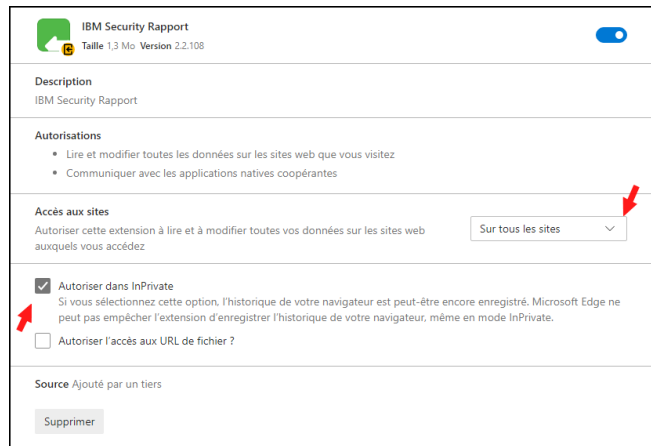 IBM Security Rapport
Taille 1,3 Mo Version 2.2.108
Description
IBM Security Rapport
Autorisations
Lire et modifier toutes les données sur les sites web que vous visitez
Communiquer avec les applications natives coopérantes
Accès aux sites
Autoriser cette extension à lire et à modifier toutes vos données sur les sites web
auxquels vous accédez
Sur tous les sites
Autoriser dans InPrivate
Si vous sélectionnez cette option, l'historique de votre navigateur est peut-être encore enregistré. Microsoft Edge ne
peut pas empêcher l'extension d'enregistrer l'historique de votre navigateur, même en mode InPrivate.
Autoriser l'accès aux URL de fichier ?
Source Ajouté par un tiers
Supprimer